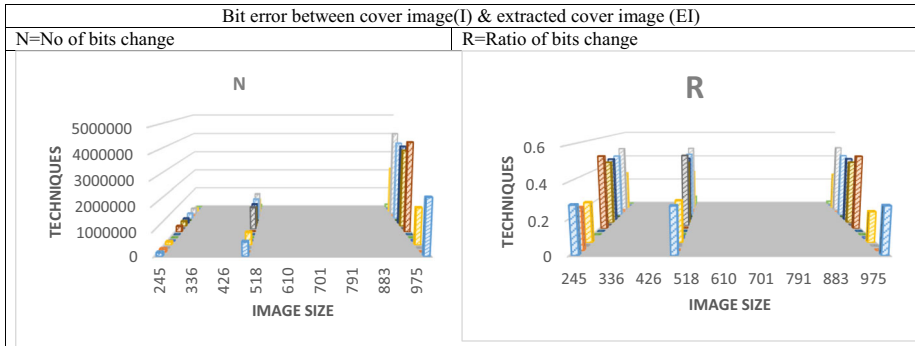 Bit error between cover image(I) & extracted cover image (EI)
N=No of bits change
R=Ratio of bits change
N
TECHNIQUES
5000000
4000000
3000000
2000000
1000000
0
245 336 426 518 610 701 791 883 975
IMAGE SIZE
R
TECHNIQUES
0.6
0.4
0.2
0
245 336 426 518 610 701 791 883 975
IMAGE SIZE